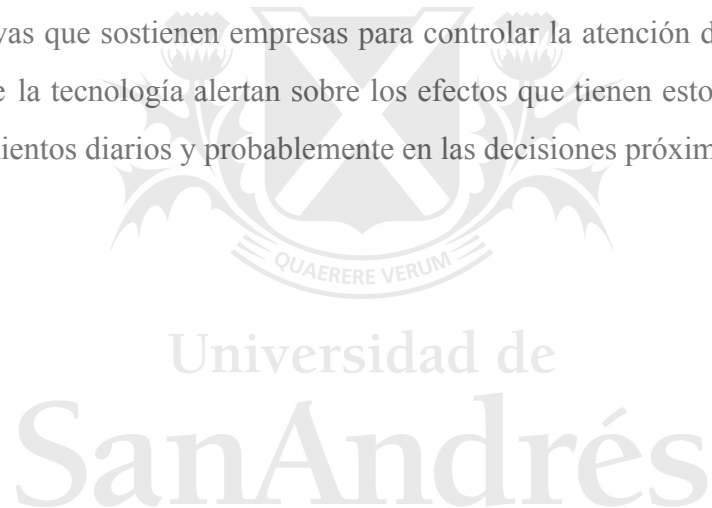 yas que sostienen empresas para controlar la atención d
e la tecnología alertan sobre los efectos que tienen esto
ientos diarios y probablemente en las decisiones próxim
QUAERERE VERUM
Universidad de
SanAndrés